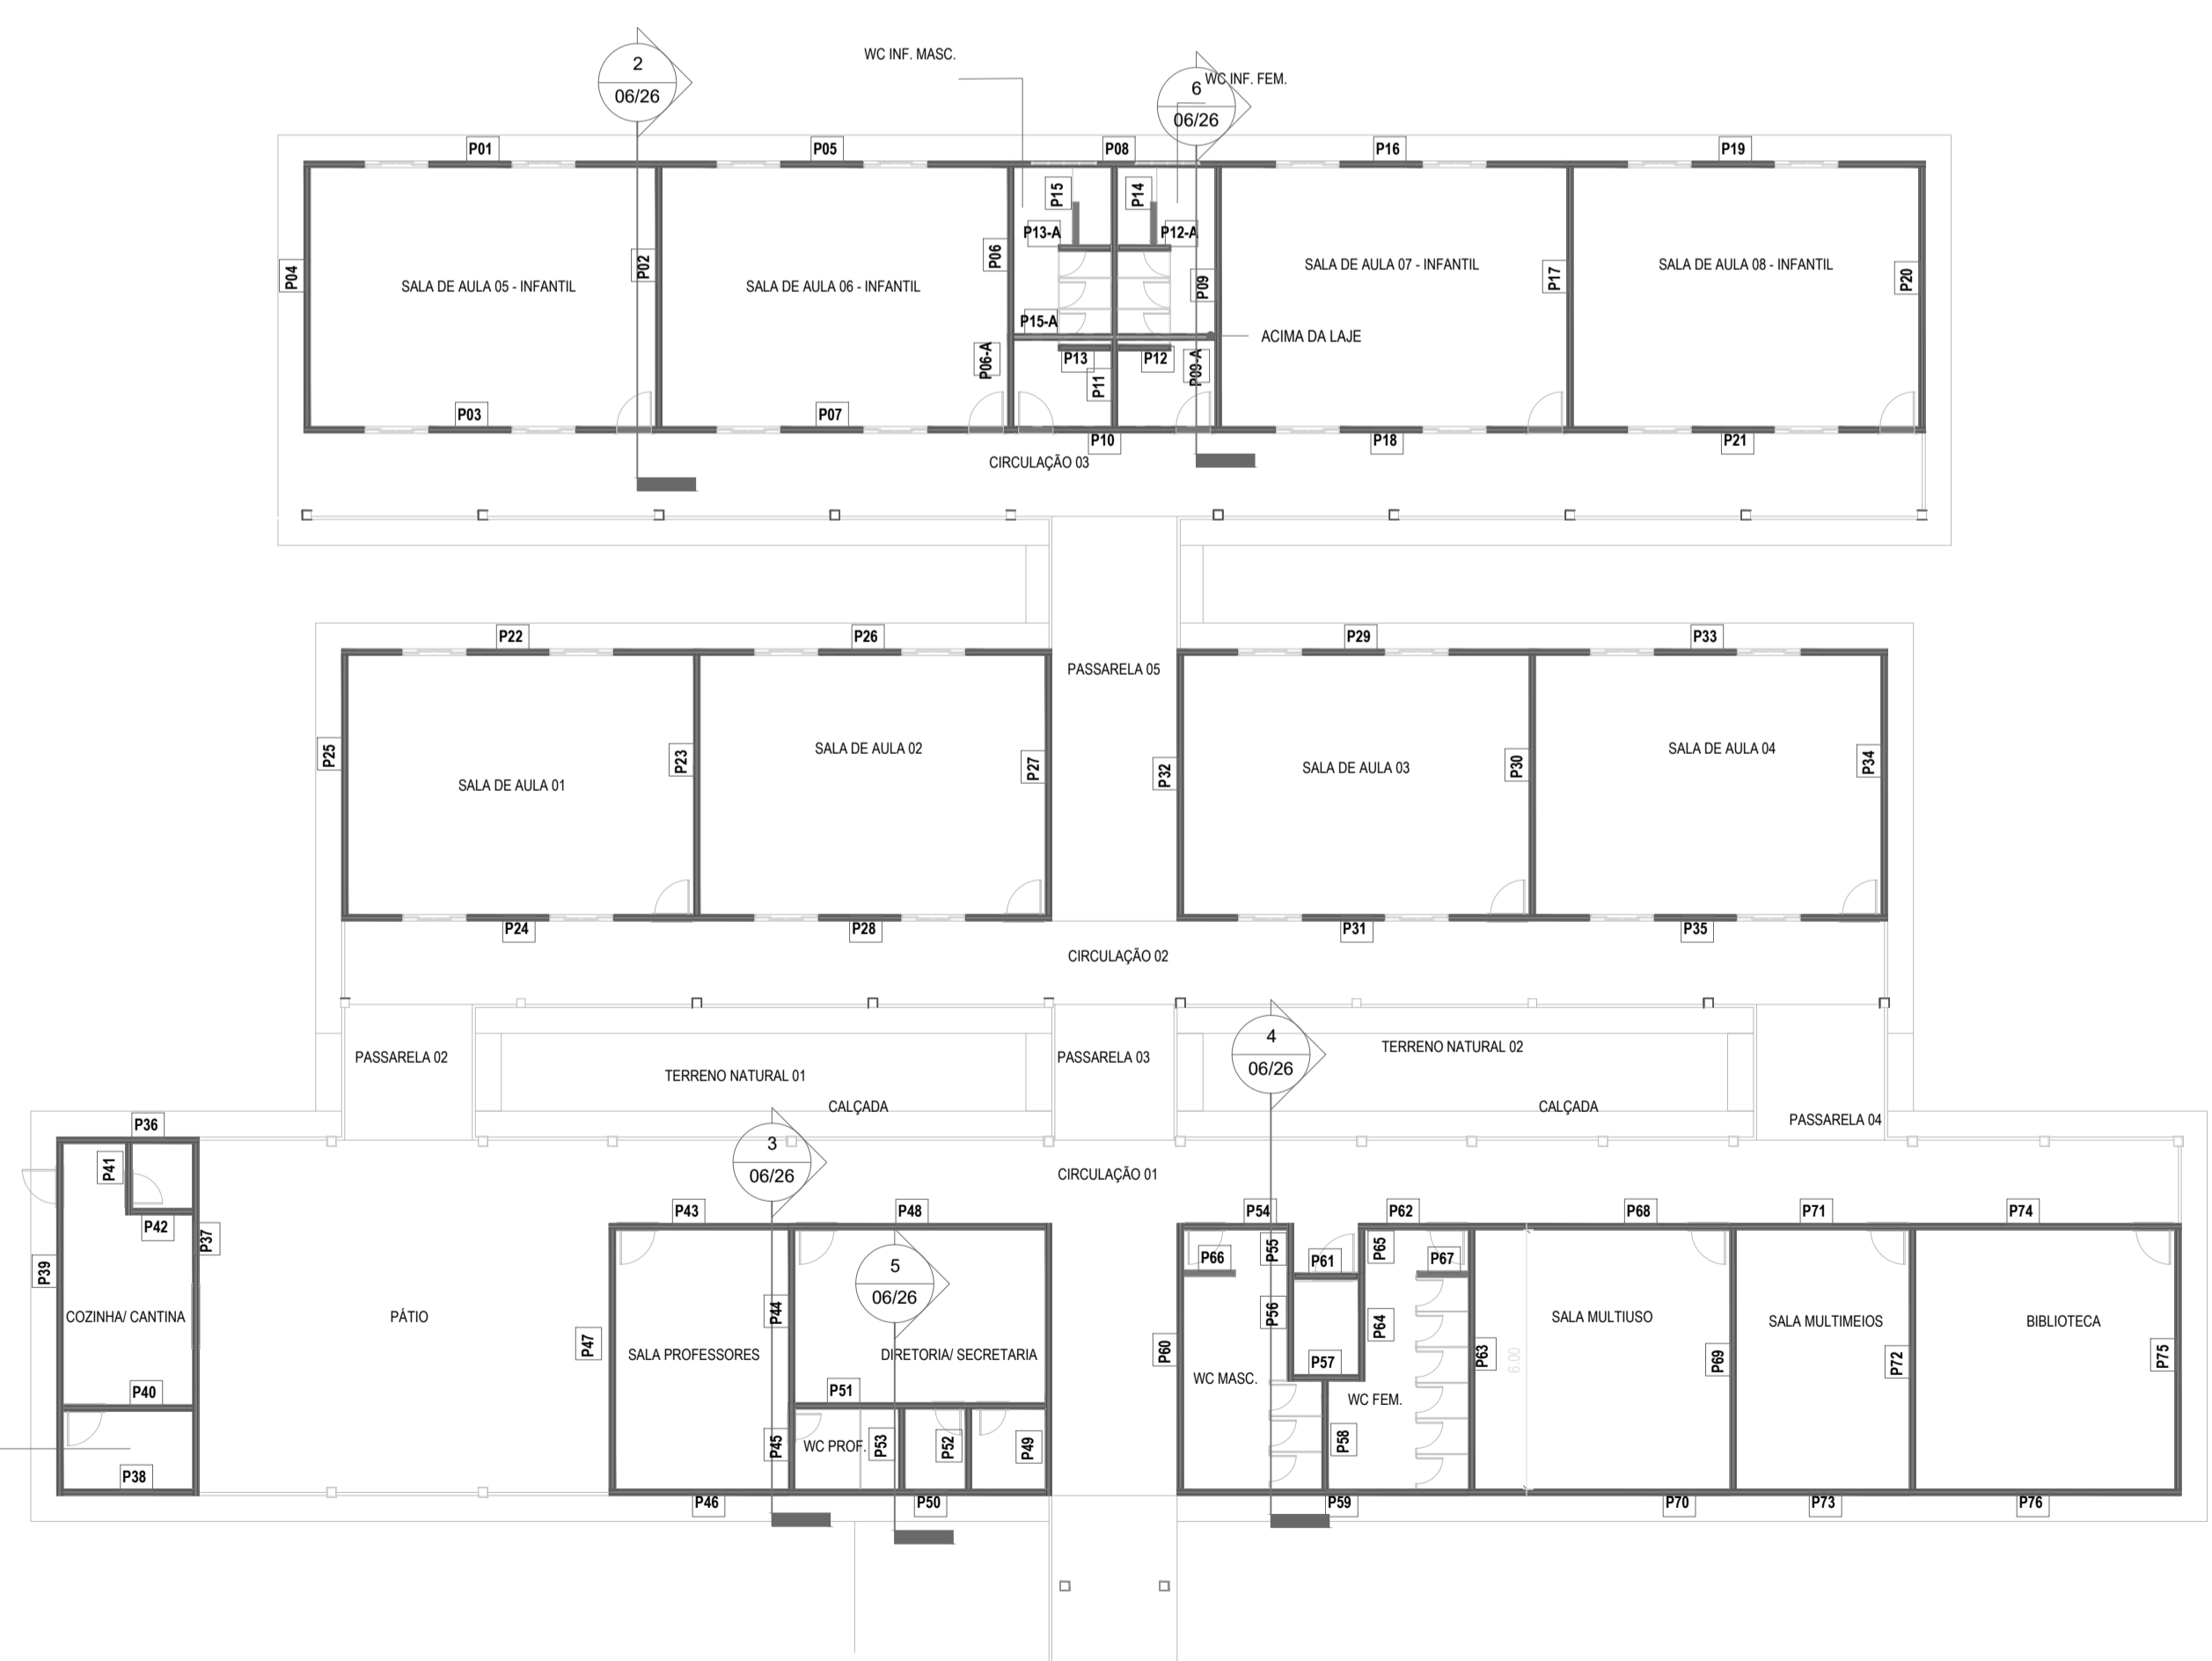 2
06/26
WC INF. MASC.
6
06/26
WC INF. FEM.
P01
P05
P08
P16
P19
P15
P14
P13-A
P12-A
P04
P02
P06
P09
P17
P20
SALA DE AULA 05 - INFANTIL
SALA DE AULA 06 - INFANTIL
SALA DE AULA 07 - INFANTIL
SALA DE AULA 08 - INFANTIL
P15-A
ACIMA DA LAJE
P06-A
P13
P12
P09-A
P11
P03
P07
P10
P18
P21
CIRCULAÇÃO 03
P22
P26
P29
P33
PASSARELA 05
P25
P23
P27
P32
P30
P34
SALA DE AULA 01
SALA DE AULA 02
SALA DE AULA 03
SALA DE AULA 04
P24
P28
P31
P35
CIRCULAÇÃO 02
PASSARELA 02
TERRENO NATURAL 01
CALÇADA
PASSARELA 03
4
06/26
TERRENO NATURAL 02
CALÇADA
PASSARELA 04
P36
3
06/26
CIRCULAÇÃO 01
P41
P42
P37
P39
P43
P48
P54
P62
P68
P71
P74
P66
P55
P61
P65
P67
5
06/26
COZINHA/ CANTINA
PÁTIO
P47
SALA PROFESSORES
P44
DIRETORIA/ SECRETARIA
P60
P56
P64
P63
6.00
SALA MULTIUSO
P69
SALA MULTIMEIOS
P72
BIBLIOTECA
P75
P57
WC MASC.
WC FEM.
P40
P51
P45
WC PROF.
P53
P52
P49
P58
P38
P46
P50
P59
P70
P73
P76